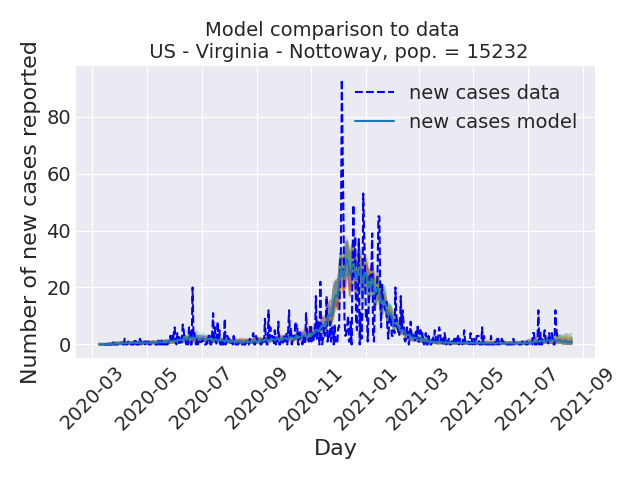 Model comparison to data
US - Virginia - Nottoway, pop. = 15232
Number of new cases reported
80
60
40
20
0
new cases data
new cases model
2020-03
2020-05
2020-07
2020-09
2020-11
2021-01
2021-03
2021-05
2021-07
2021-09
Day